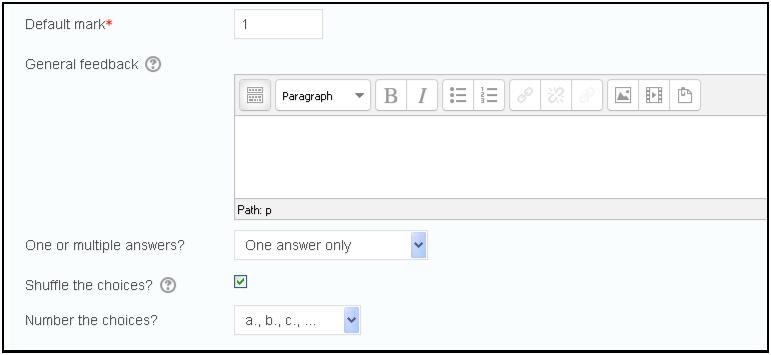 Default mark*
1
General feedback
Paragraph
B I
Path: p
One or multiple answers? One answer only
Shuffle the choices?
Number the choices? a., b., c., ...